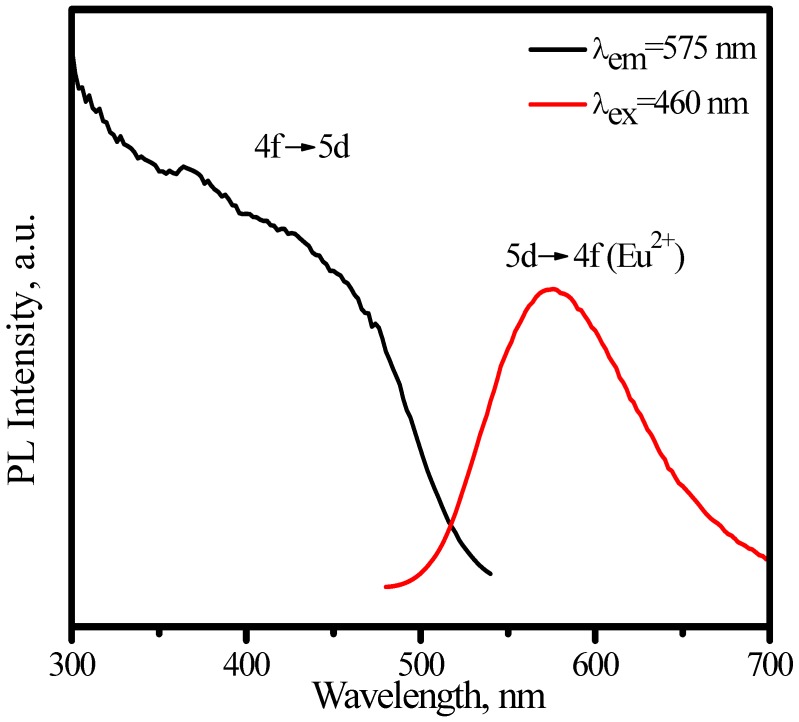 λem=575 nm
λex=460 nm
4f→5d
5d→4f (Eu²⁺)
PL Intensity, a.u.
300 400 500 600 700
Wavelength, nm